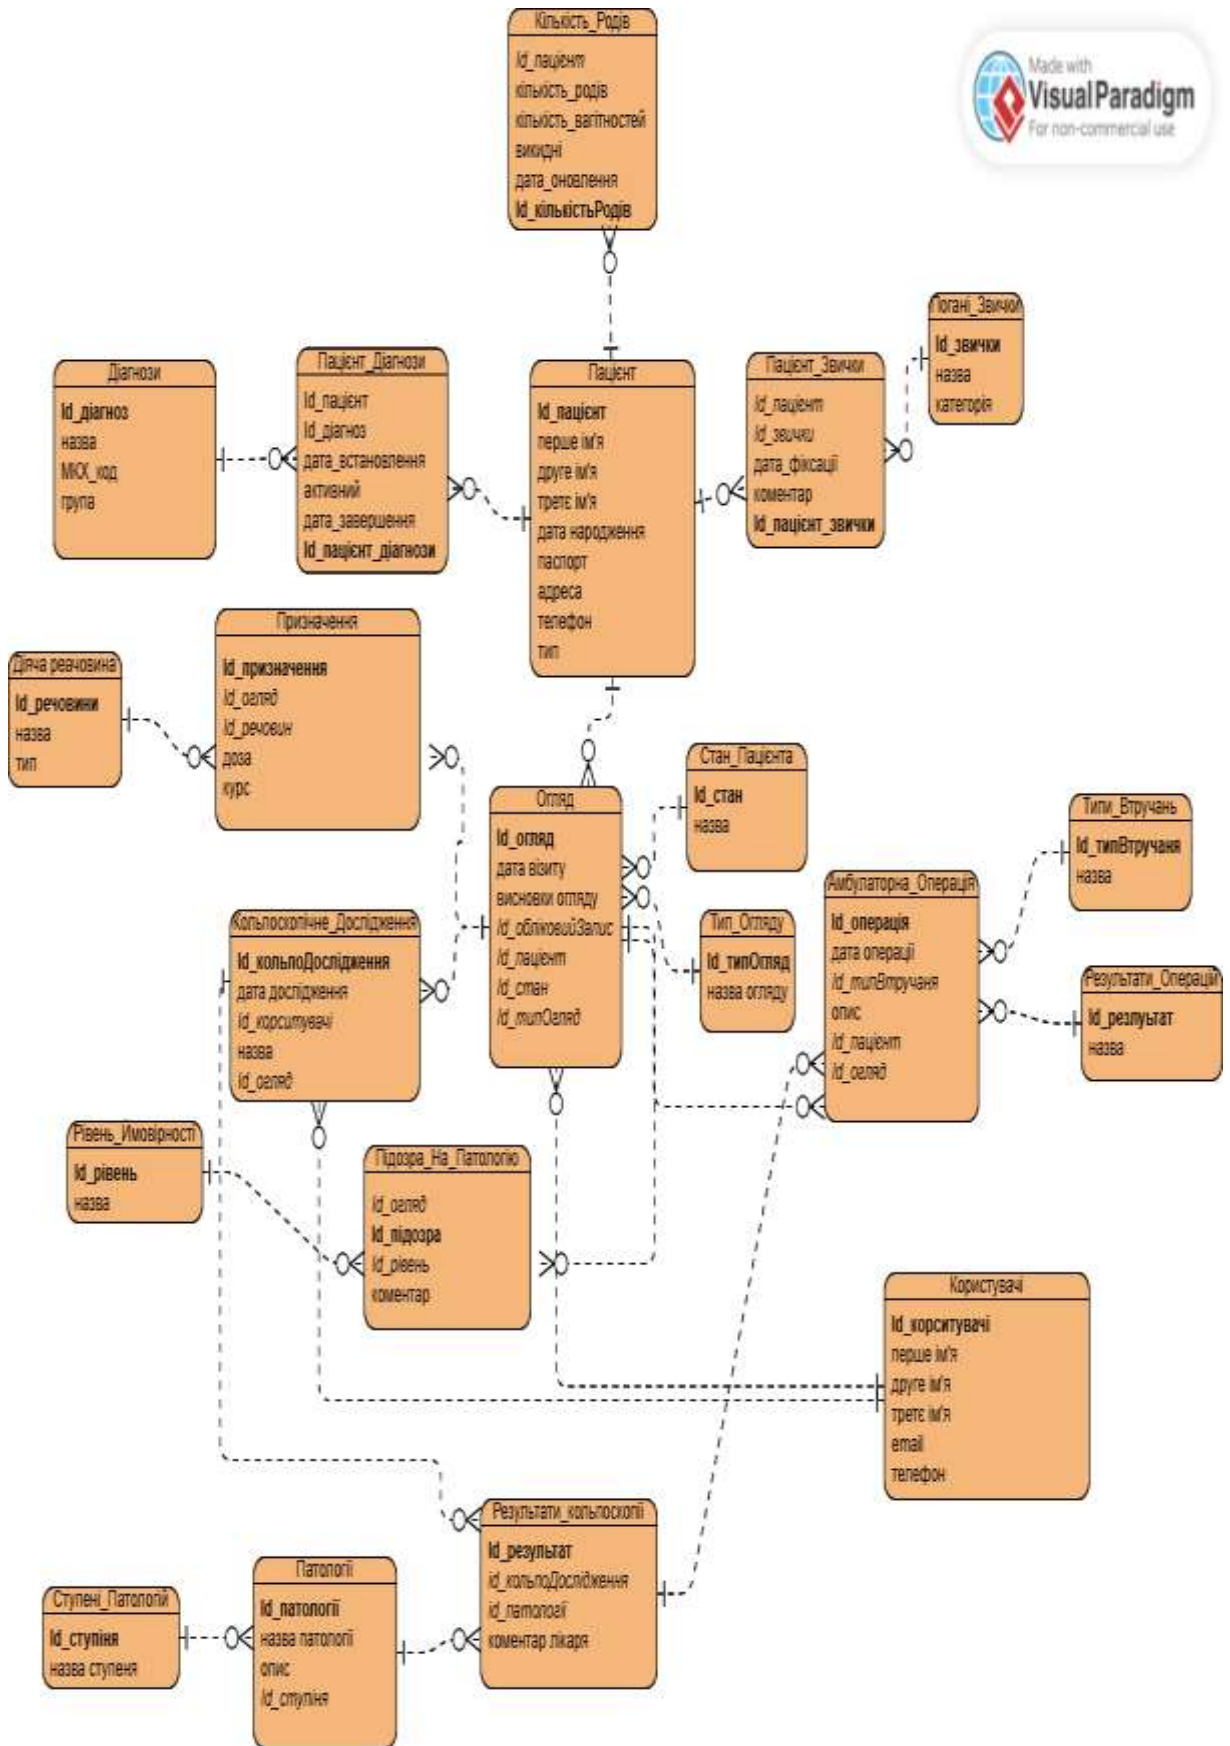 Кількість_Родів
Id_пацієнт
кількість_родів
кількість_вагітностей
викидні
дата_оновлення
Id_кількістьРодів
Made with
Visual Paradigm
For non-commercial use
Погані_Звички
Id_звички
назва
категорія
Діагнози
Id_діагноз
назва
МКХ_код
група
Пацієнт_Діагнози
Id_пацієнт
Id_діагноз
дата_встановлення
активний
дата_завершення
Id_пацієнт_діагнози
Пацієнт
Id_пацієнт
перше ім'я
друге ім'я
третє ім'я
дата народження
паспорт
адреса
телефон
тип
Пацієнт_Звички
Id_пацієнт
Id_звички
дата_фіксації
коментар
Id_пацієнт_звички
Призначення
Id_призначення
Id_огляд
Id_речовин
доза
курс
Діяча реачовина
Id_речовини
назва
тип
Стан_Пацієнта
Id_стан
назва
Огляд
Id_огляд
дата візиту
висновки огляду
Id_обліковийЗапис
Id_пацієнт
Id_стан
Id_типОгляд
Типи_Втручань
Id_типВтручаня
назва
Амбулаторна_Операція
Id_операція
дата операції
Id_типВтручаня
опис
Id_пацієнт
Id_огляд
Кольпоскопічне_Дослідження
Id_кольпоДослідження
дата дослідження
Id_корситувачі
назва
Id_огляд
Тип_Огляду
Id_типОгляд
назва огляду
Результати_Операцій
Id_резлуьтат
назва
Рівень_Имовірності
Id_рівень
назва
Підозра_На_Патологію
Id_огляд
Id_підозра
Id_рівень
коментар
Користувачі
Id_корситувачі
перше ім'я
друге ім'я
третє ім'я
email
телефон
Результати_кольпоскопії
Id_результат
id_кольпоДослідження
id_патології
коментар лікаря
Патології
Id_патології
назва патології
опис
Id_ступіня
Ступені_Патологій
Id_ступіня
назва ступеня